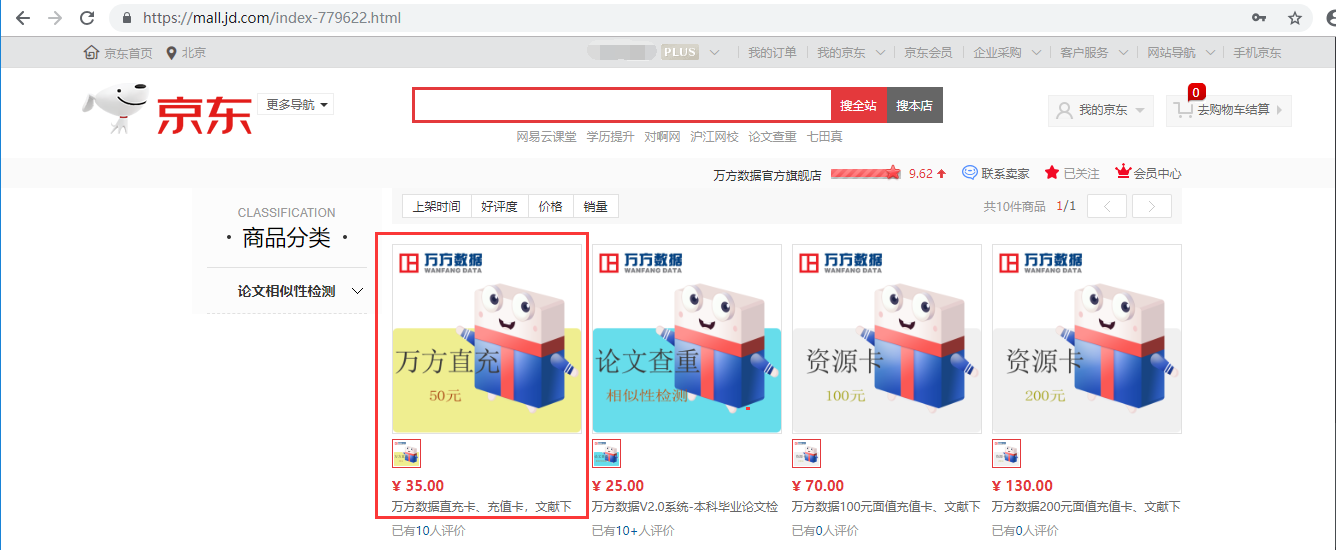 https://mall.jd.com/index-779622.html
京东首页 北京 PLUS 我的订单 我的京东 京东会员 企业采购 客户服务 网站导航 手机京东
京东 更多导航 搜全站 搜本店 我的京东 0 去购物车结算
网易云课堂 学历提升 对啊网 沪江网校 论文查重 七田真
万方数据官方旗舰店 9.62 联系卖家 已关注 会员中心
CLASSIFICATION
· 商品分类 ·
论文相似性检测
上架时间 好评度 价格 销量 共10件商品 1/1
万方数据 万方数据 万方数据 万方数据
WANFANG DATA WANFANG DATA WANFANG DATA WANFANG DATA
万方直充 论文查重 资源卡 资源卡
50元 相似性检测 100元 200元
¥ 35.00 ¥ 25.00 ¥ 70.00 ¥ 130.00
万方数据直充卡、充值卡，文献下 万方数据V2.0系统-本科毕业论文检 万方数据100元面值充值卡、文献下 万方数据200元面值充值卡、文献下
已有10人评价 已有10+人评价 已有0人评价 已有0人评价